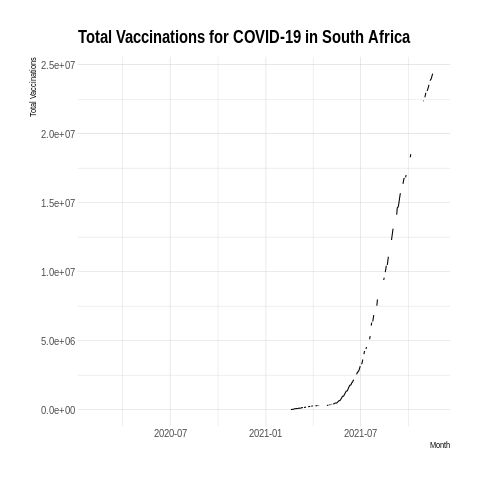 Total Vaccinations for COVID-19 in South Africa
Total Vaccinations
2.5e+07
2.0e+07
1.5e+07
1.0e+07
5.0e+06
0.0e+00
2020-07
2021-01
2021-07
Month